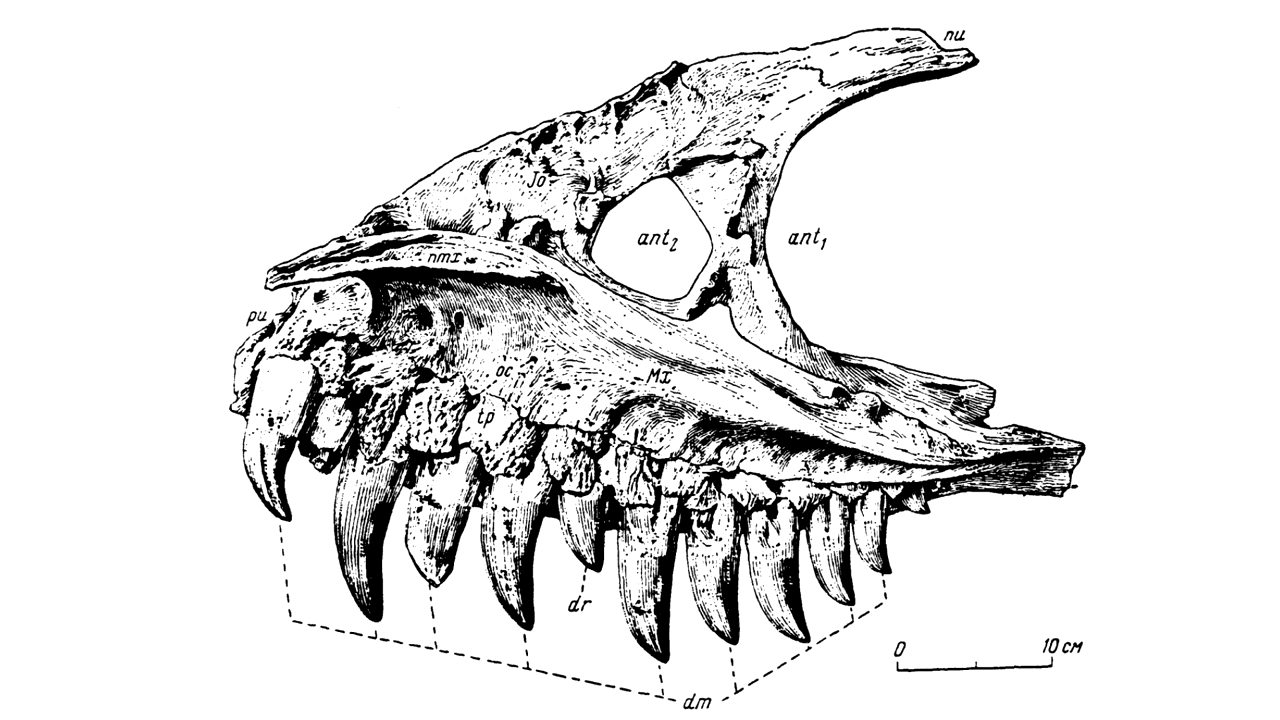 nu
Jo
ant₂
ant₁
nmx
pu
oc
Mx
tp
dr
0 10 см
dm